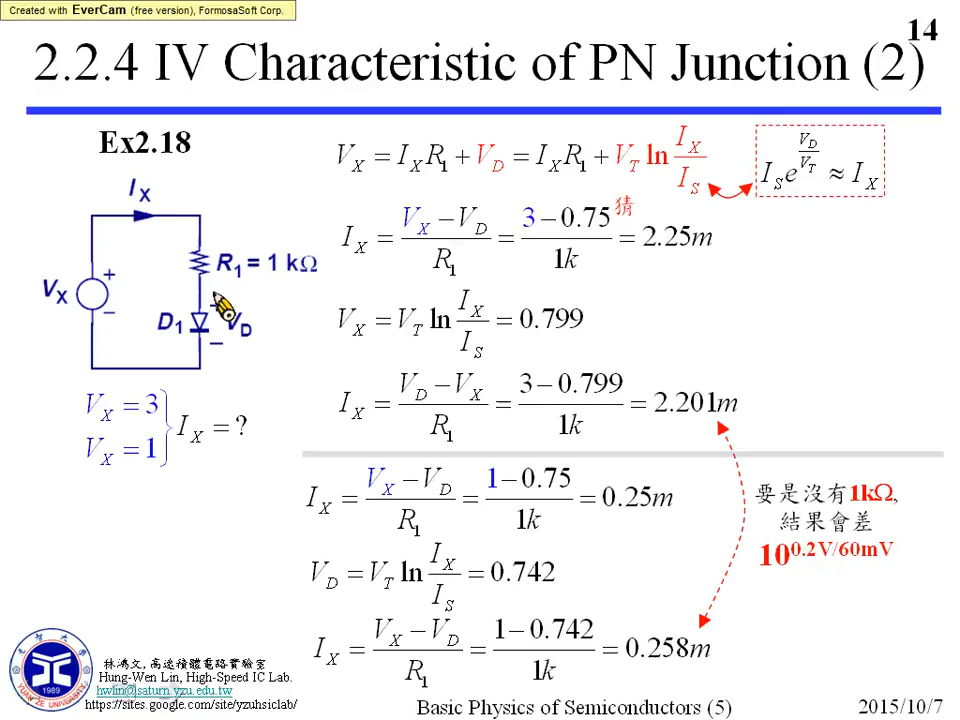 Created with EverCam (free version), FormosaSoft Corp.
14
2.2.4 IV Characteristic of PN Junction (2)
Ex2.18
V_X = I_X R_1 + V_D = I_X R_1 + V_T ln I_X / I_S
I_S e^{V_D / V_T} ≈ I_X
I_X = (V_X − V_D) / R_1 = (3 − 0.75) / 1k = 2.25m
猜
V_X = V_T ln I_X / I_S = 0.799
I_X = (V_D − V_X) / R_1 = (3 − 0.799) / 1k = 2.201m
I_X
V_X
+
−
R_1 = 1 kΩ
D_1
V_D
−
V_X = 3
V_X = 1
I_X = ?
I_X = (V_X − V_D) / R_1 = (1 − 0.75) / 1k = 0.25m
V_D = V_T ln I_X / I_S = 0.742
I_X = (V_X − V_D) / R_1 = (1 − 0.742) / 1k = 0.258m
要是沒有1kΩ,
結果會差
10^{0.2V/60mV}
YUAN ZE UNIVERSITY
1989
林鴻文, 高速積體電路實驗室
Hung-Wen Lin, High-Speed IC Lab.
hwlin@saturn.yzu.edu.tw
https://sites.google.com/site/yzuhsiclab/
Basic Physics of Semiconductors (5)
2015/10/7